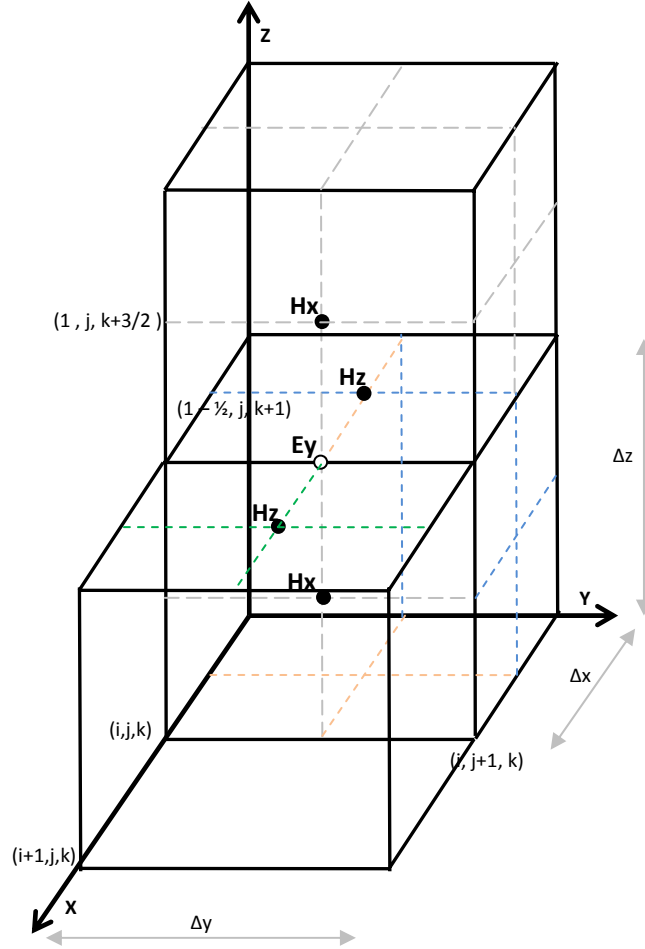 Z
Hx
(1 , j, k+3/2 )
Hz
(1 – ½, j, k+1)
Ey
Δz
Hz
Hx
Y
Δx
(i,j,k)
(i, j+1, k)
(i+1,j,k)
X
Δy